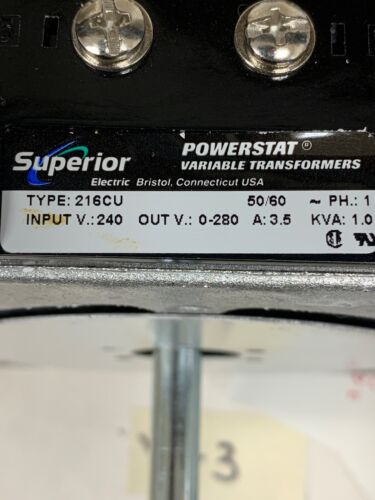 Superior POWERSTAT®
VARIABLE TRANSFORMERS
Electric Bristol, Connecticut USA
TYPE: 216CU 50/60 ~ PH.: 1
INPUT V.: 240 OUT V.: 0-280 A: 3.5 KVA: 1.0
3